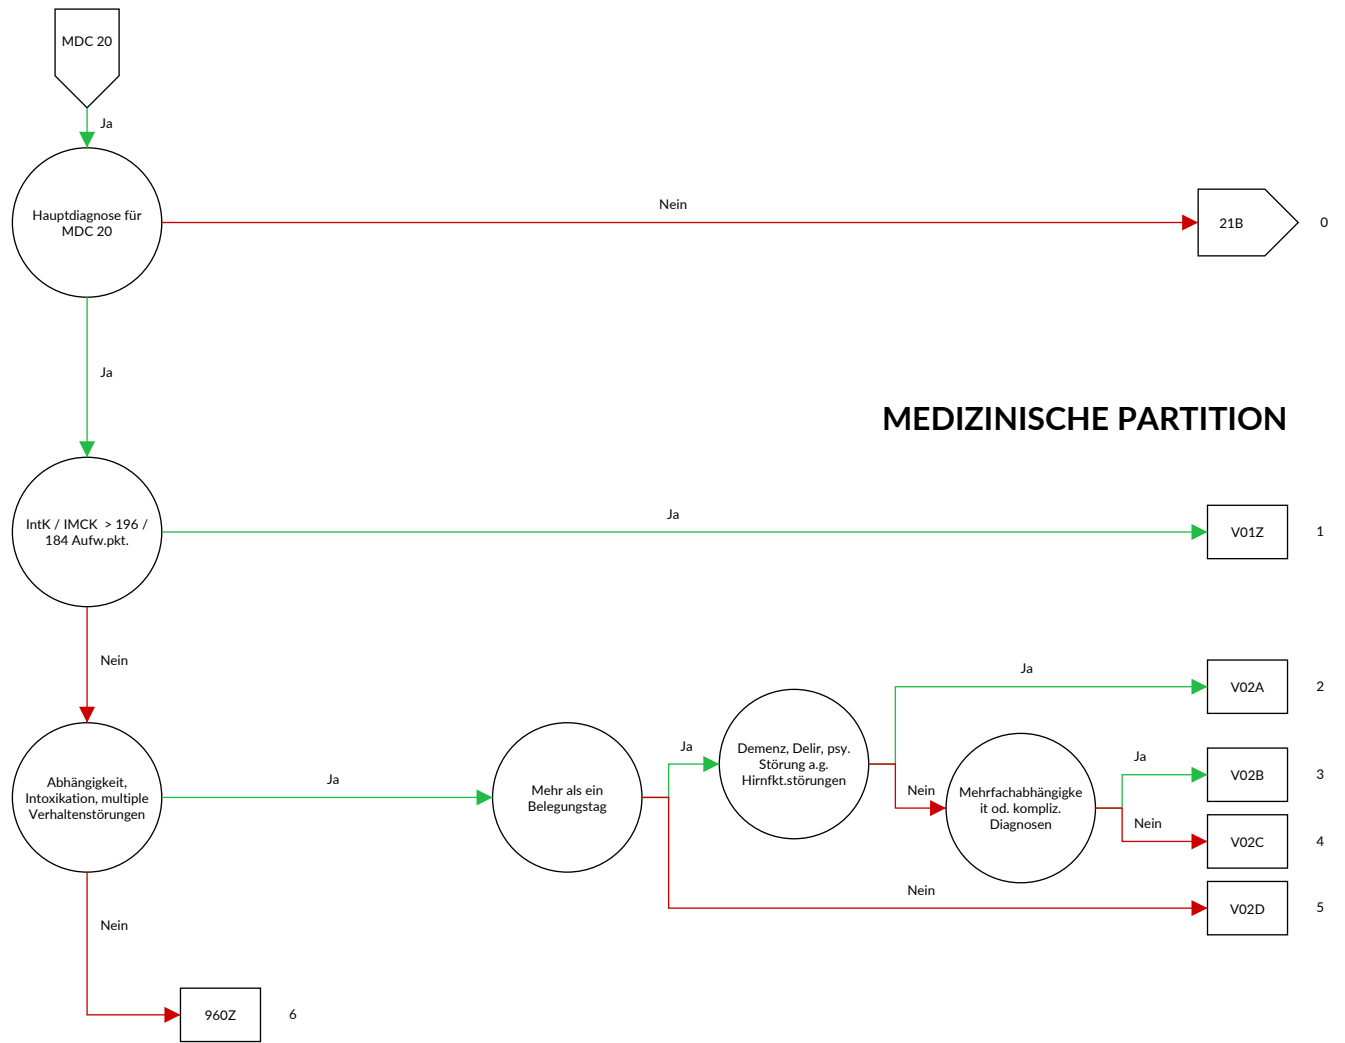 MDC 20
Ja
Hauptdiagnose für
MDC 20
Nein
21B
0
Ja
MEDIZINISCHE PARTITION
IntK / IMCK > 196 /
184 Aufw.pkt.
Ja
V01Z
1
Nein
Abhängigkeit,
Intoxikation, multiple
Verhaltenstörungen
Ja
Mehr als ein
Belegungstag
Ja
Demenz, Delir, psy.
Störung a.g.
Hirnfkt.störungen
Ja
V02A
2
Nein
Mehrfachabhängigke
it od. kompliz.
Diagnosen
Ja
V02B
3
Nein
V02C
4
Nein
V02D
5
Nein
960Z
6